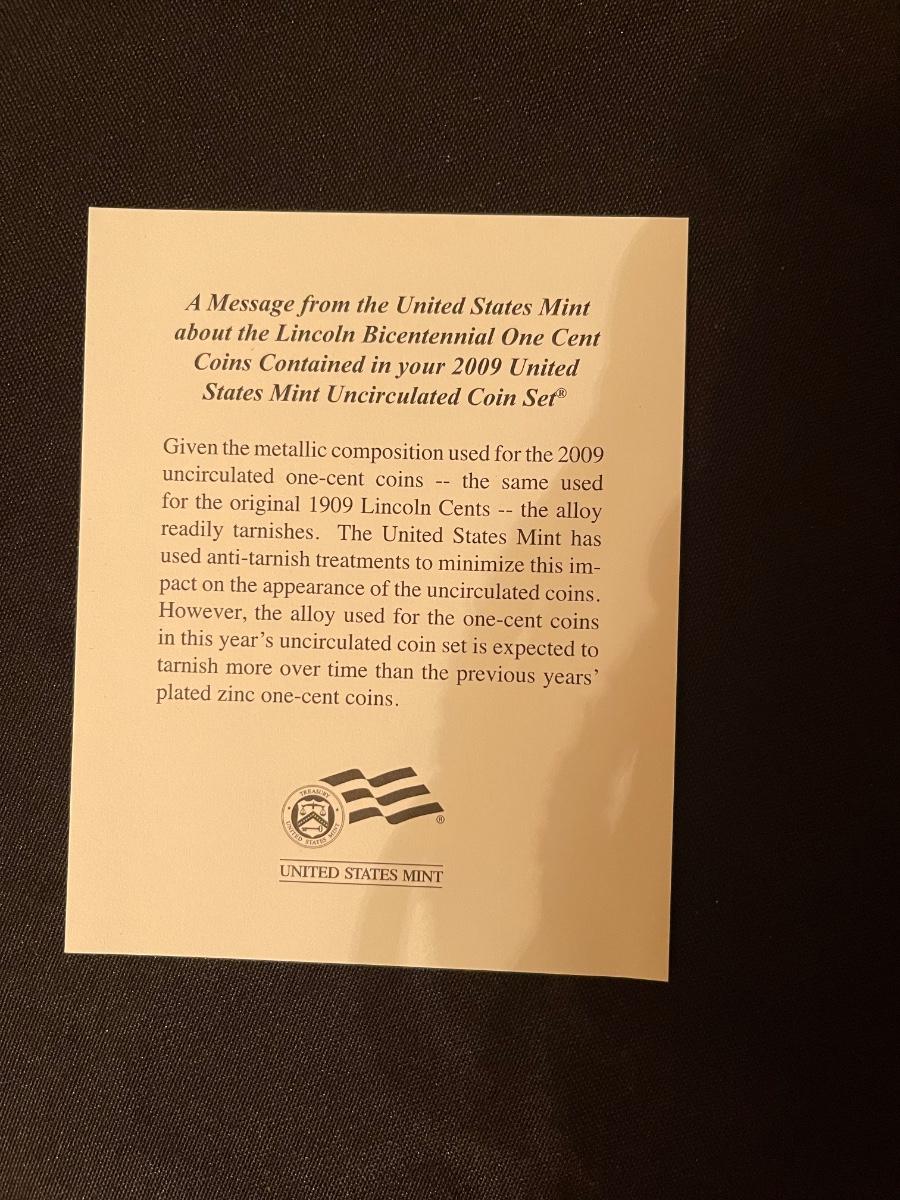 A Message from the United States Mint
about the Lincoln Bicentennial One Cent
Coins Contained in your 2009 United
States Mint Uncirculated Coin Set®
Given the metallic composition used for the 2009
uncirculated one-cent coins -- the same used
for the original 1909 Lincoln Cents -- the alloy
readily tarnishes. The United States Mint has
used anti-tarnish treatments to minimize this im-
pact on the appearance of the uncirculated coins.
However, the alloy used for the one-cent coins
in this year's uncirculated coin set is expected to
tarnish more over time than the previous years'
plated zinc one-cent coins.
TREASURY
UNITED STATES MINT
®
UNITED STATES MINT